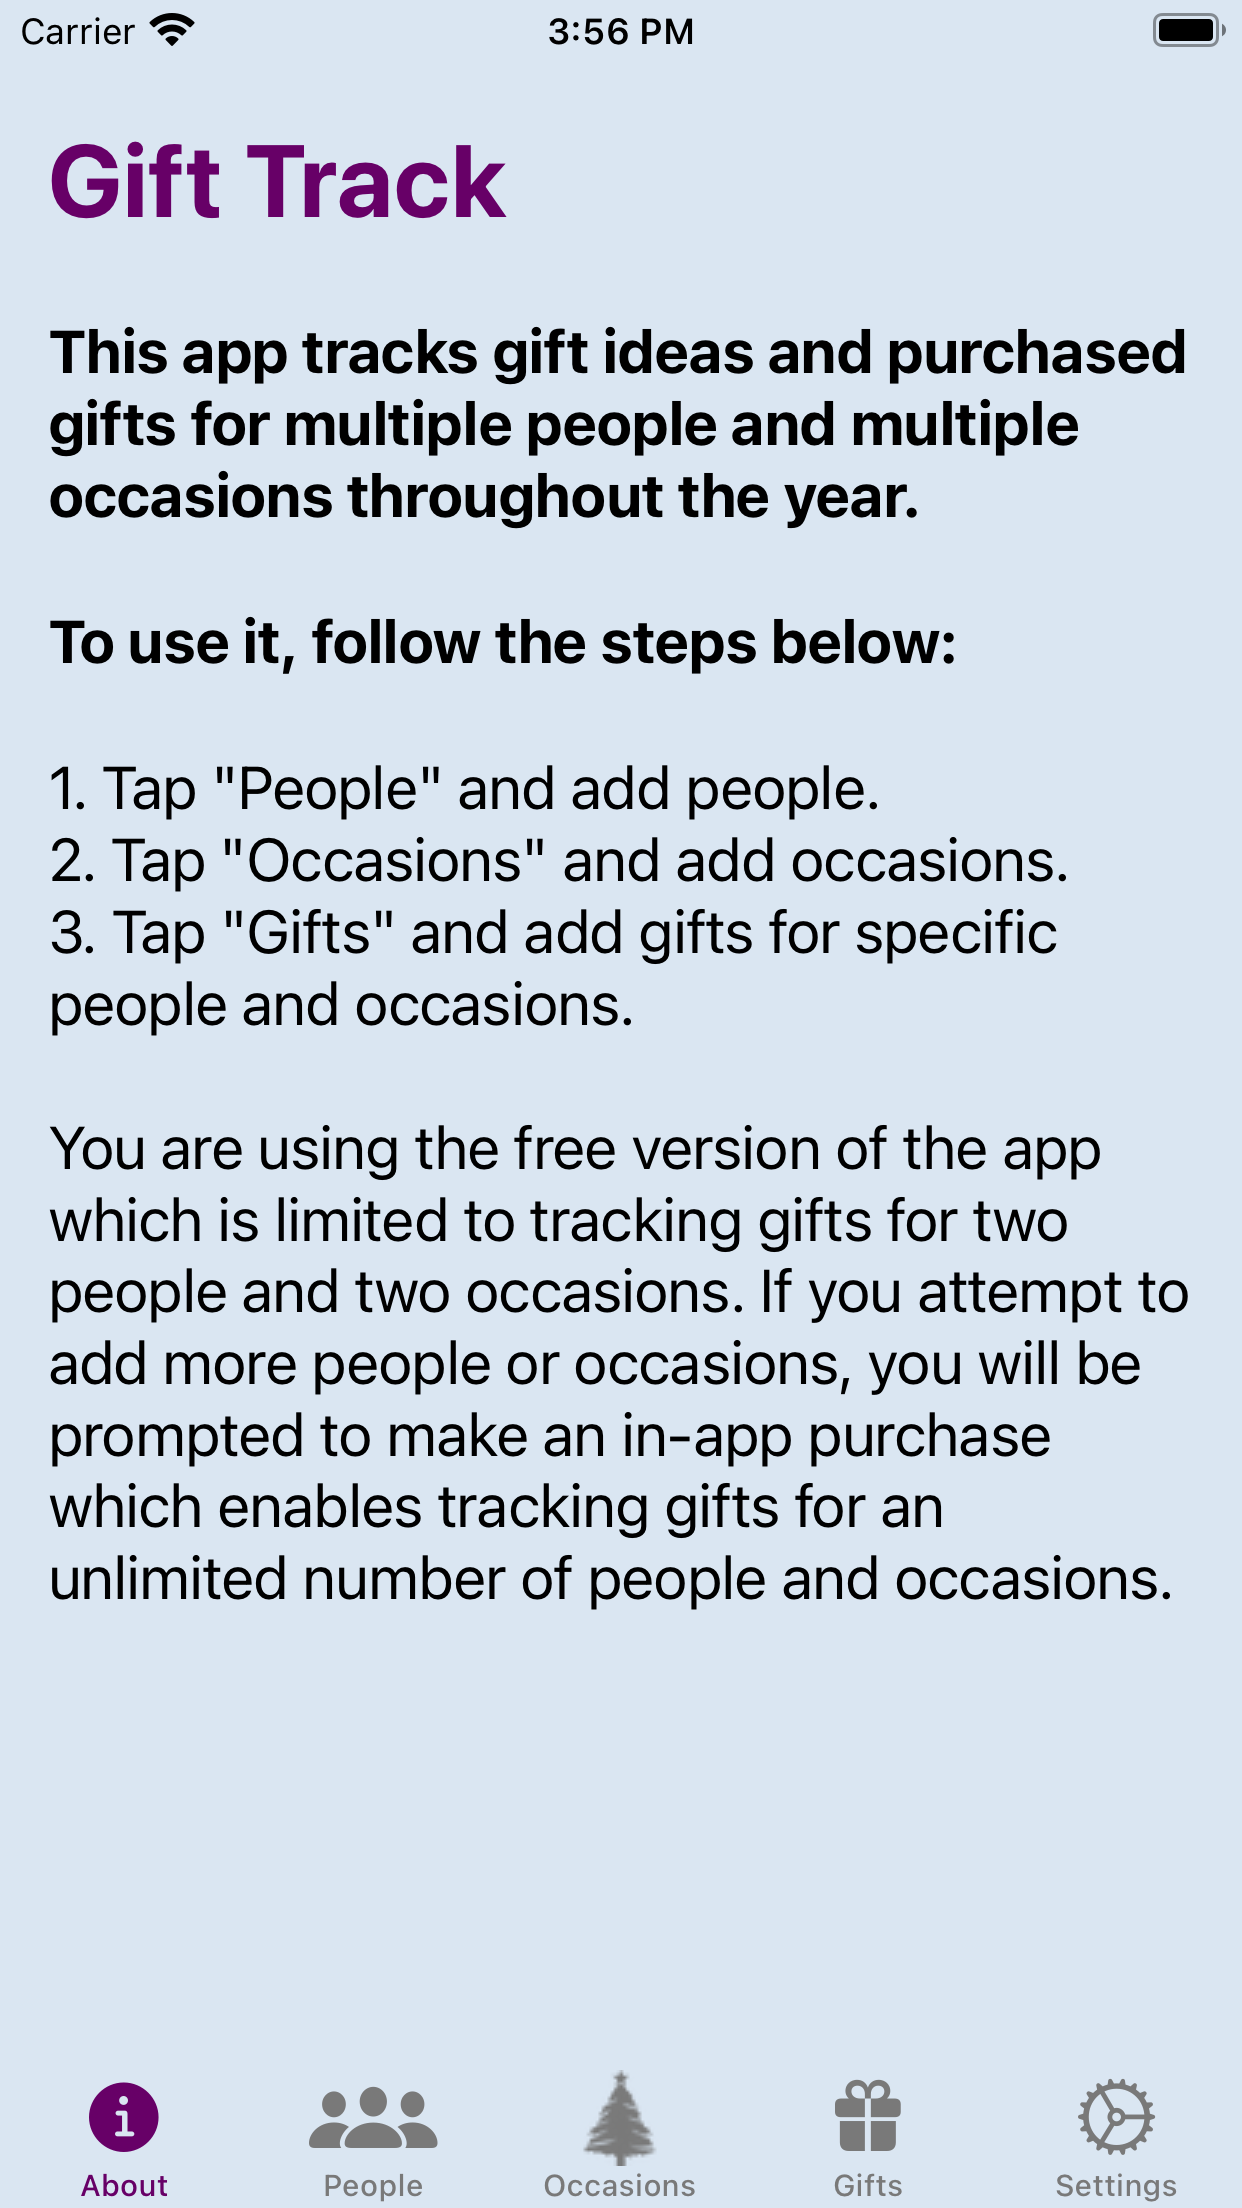 Carrier 3:56 PM
Gift Track
This app tracks gift ideas and purchased
gifts for multiple people and multiple
occasions throughout the year.
To use it, follow the steps below:
1. Tap "People" and add people.
2. Tap "Occasions" and add occasions.
3. Tap "Gifts" and add gifts for specific
people and occasions.
You are using the free version of the app
which is limited to tracking gifts for two
people and two occasions. If you attempt to
add more people or occasions, you will be
prompted to make an in-app purchase
which enables tracking gifts for an
unlimited number of people and occasions.
About People Occasions Gifts Settings